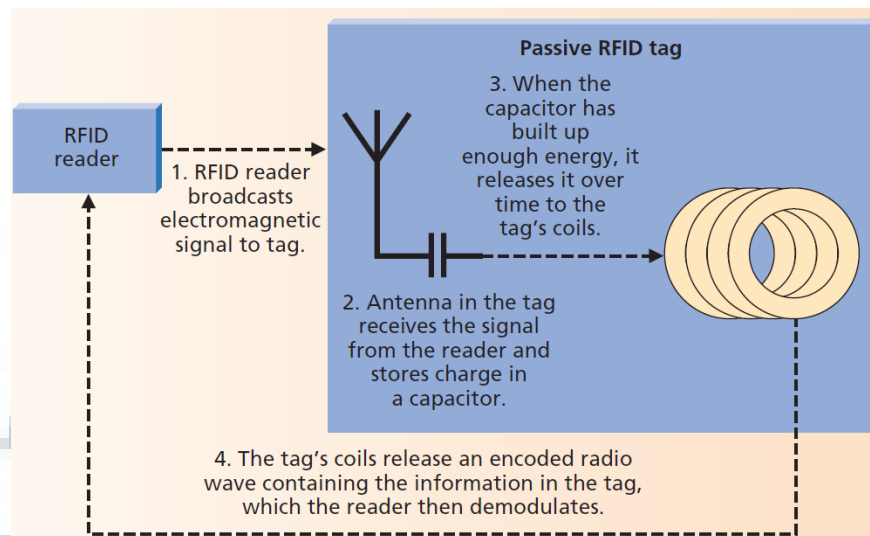 Passive RFID tag
RFID
reader
1. RFID reader
broadcasts
electromagnetic
signal to tag.
2. Antenna in the tag
receives the signal
from the reader and
stores charge in
a capacitor.
3. When the
capacitor has
built up
enough energy, it
releases it over
time to the
tag’s coils.
4. The tag’s coils release an encoded radio
wave containing the information in the tag,
which the reader then demodulates.